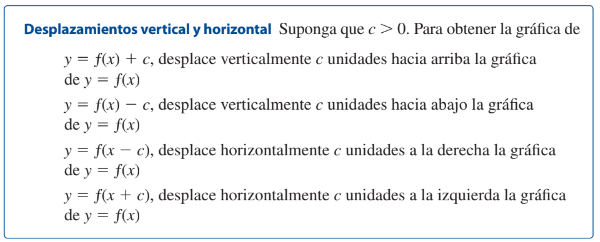 Desplazamientos vertical y horizontal Suponga que c > 0. Para obtener la gráfica de
y = f(x) + c, desplace verticalmente c unidades hacia arriba la gráfica
de y = f(x)
y = f(x) − c, desplace verticalmente c unidades hacia abajo la gráfica
de y = f(x)
y = f(x − c), desplace horizontalmente c unidades a la derecha la gráfica
de y = f(x)
y = f(x + c), desplace horizontalmente c unidades a la izquierda la gráfica
de y = f(x)